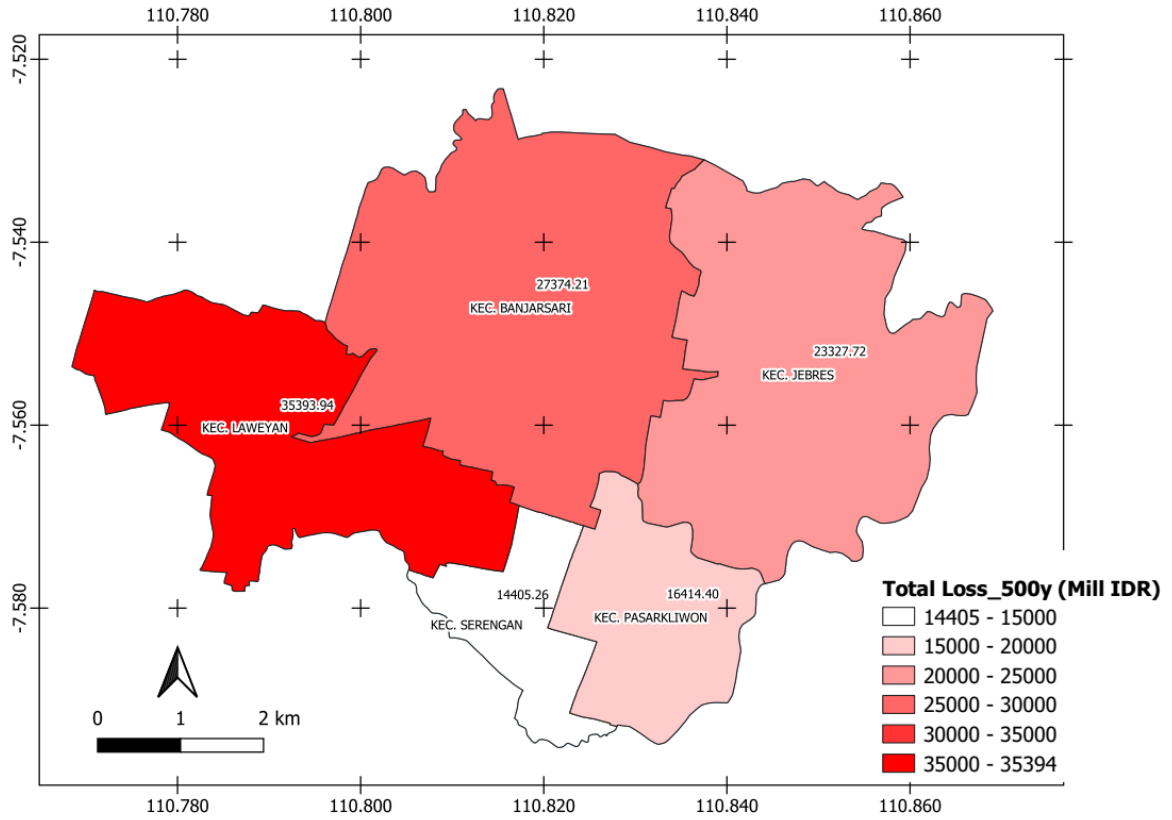 110.780 110.800 110.820 110.840 110.860
-7.520
-7.540
-7.560
-7.580
27374.21
KEC. BANJARSARI
23327.72
KEC. JEBRES
35393.94
KEC. LAWEYAN
14405.26
KEC. SERENGAN
16414.40
KEC. PASARKLIWON
0 1 2 km
Total Loss_500y (Mill IDR)
14405 - 15000
15000 - 20000
20000 - 25000
25000 - 30000
30000 - 35000
35000 - 35394
110.780 110.800 110.820 110.840 110.860